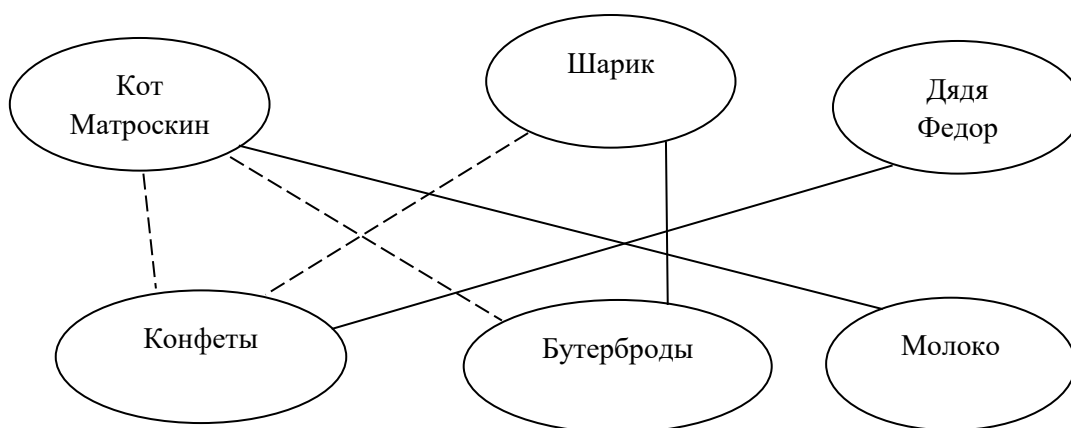 Кот
Матроскин
Шарик
Дядя
Федор
Конфеты
Бутерброды
Молоко